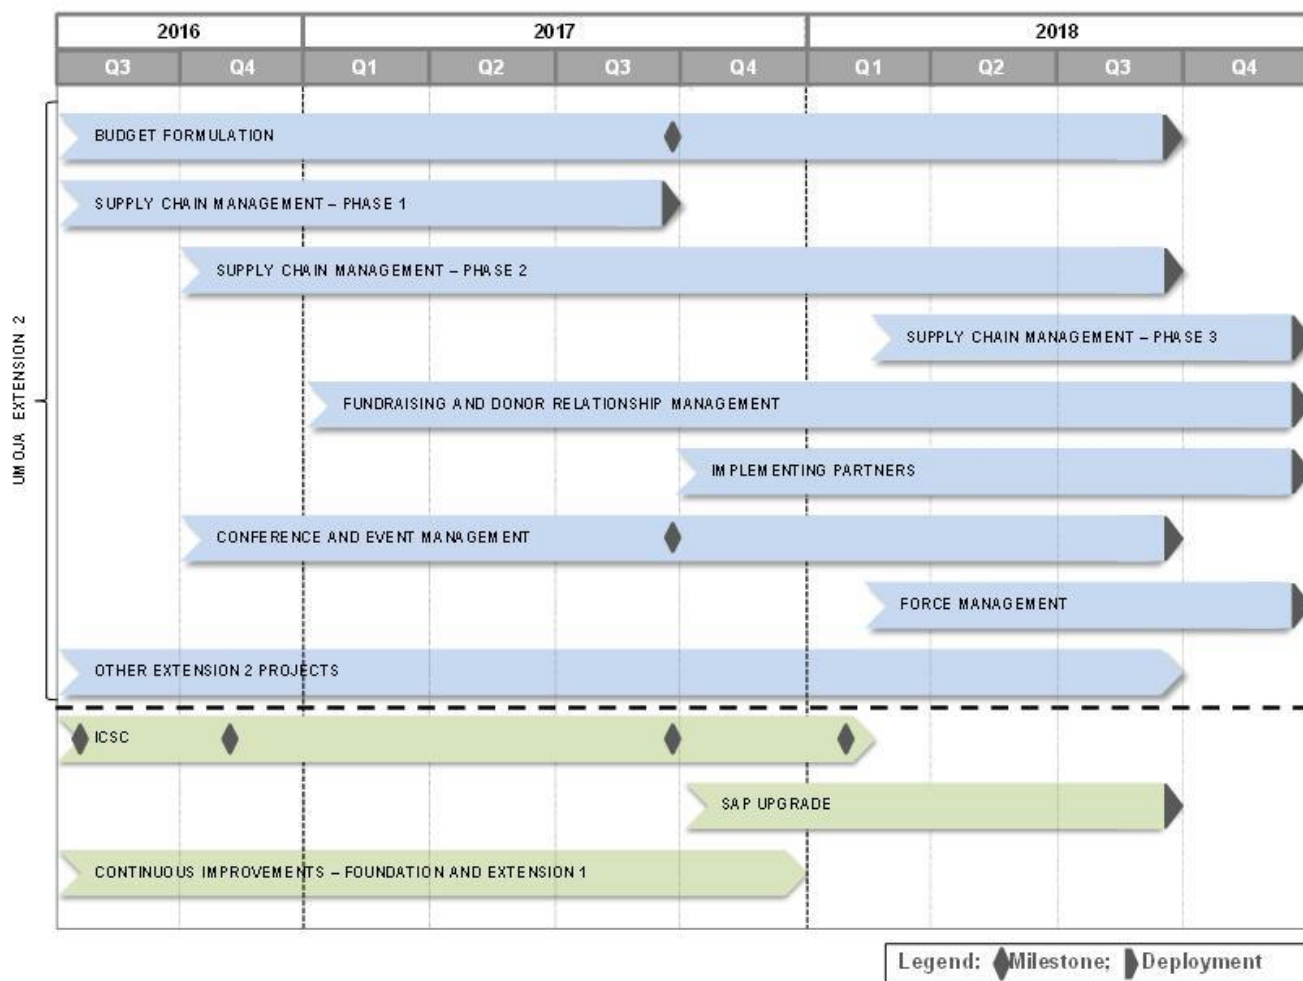 2016 2017 2018
Q3 Q4 Q1 Q2 Q3 Q4 Q1 Q2 Q3 Q4
UMOJA EXTENSION 2
BUDGET FORMULATION
SUPPLY CHAIN MANAGEMENT – PHASE 1
SUPPLY CHAIN MANAGEMENT – PHASE 2
SUPPLY CHAIN MANAGEMENT – PHASE 3
FUNDRAISING AND DONOR RELATIONSHIP MANAGEMENT
IMPLEMENTING PARTNERS
CONFERENCE AND EVENT MANAGEMENT
FORCE MANAGEMENT
OTHER EXTENSION 2 PROJECTS
ICSC
SAP UPGRADE
CONTINUOUS IMPROVEMENTS – FOUNDATION AND EXTENSION 1
Legend: Milestone; Deployment